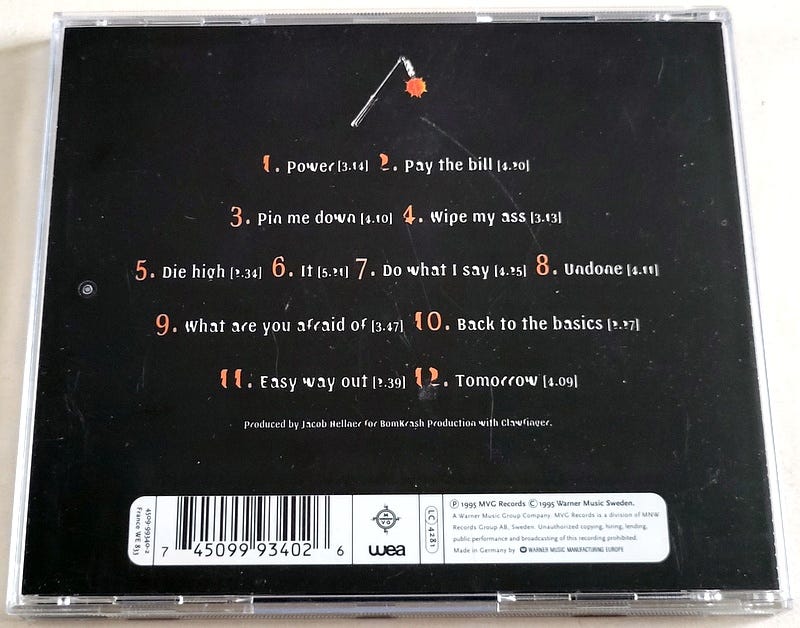 1. Power [3.14] 2. Pay the bill [4.20]
3. Pin me down [4.10] 4. Wipe my ass [3.13]
5. Die high [2.34] 6. It [5.21] 7. Do what I say [4.25] 8. Undone [4.11]
9. What are you afraid of [3.47] 10. Back to the basics [2.27]
11. Easy way out [2.39] 12. Tomorrow [4.09]
Produced by Jacob Hellner for BomKrash Production with Clawfinger.
4509-99340-2
France WE 833
7 45099 93402 6
MVG
wea
LC 4281
℗ 1995 MVG Records © 1995 Warner Music Sweden.
A Warner Music Group Company. MVG Records is a division of MNW
Records Group AB, Sweden. Unauthorized copying, hiring, lending,
public performance and broadcasting of this recording prohibited.
Made in Germany by WARNER MUSIC MANUFACTURING EUROPE